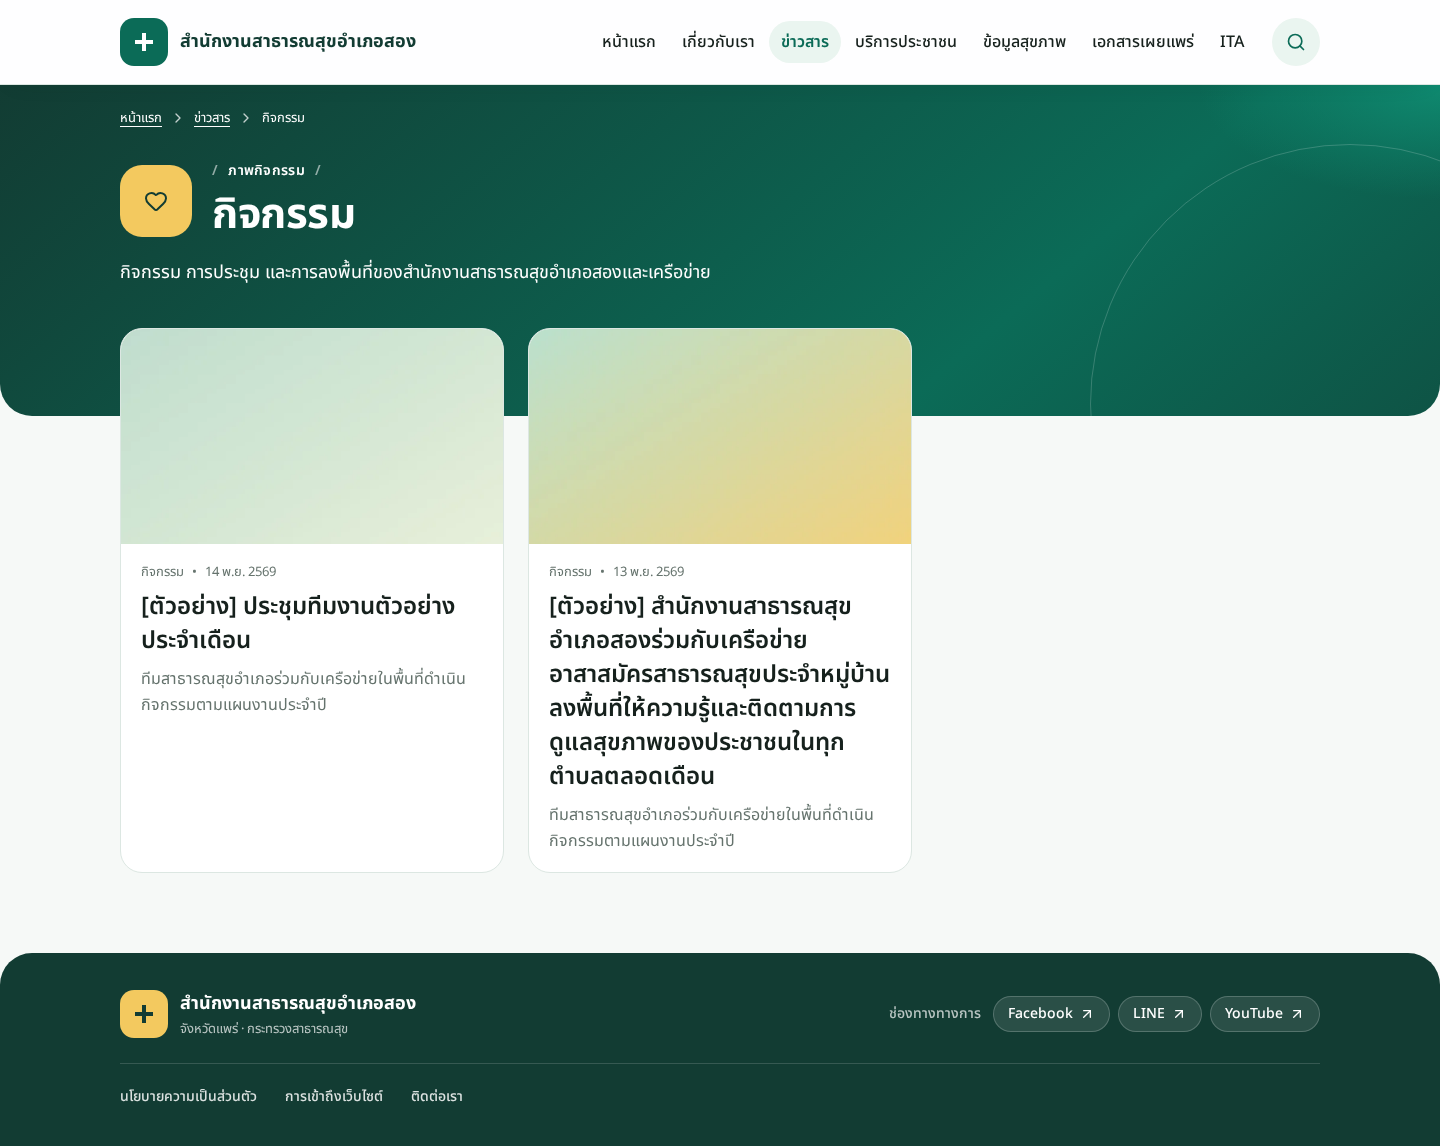 สำนักงานสาธารณสุขอำเภอสอง
หน้าแรก
เกี่ยวกับเรา
ข่าวสาร
บริการประชาชน
ข้อมูลสุขภาพ
เอกสารเผยแพร่
ITA
หน้าแรก > ข่าวสาร > กิจกรรม
/ ภาพกิจกรรม /
กิจกรรม
กิจกรรม การประชุม และการลงพื้นที่ของสำนักงานสาธารณสุขอำเภอสองและเครือข่าย
กิจกรรม • 14 พ.ย. 2569
[ตัวอย่าง] ประชุมทีมงานตัวอย่าง
ประจำเดือน
ทีมสาธารณสุขอำเภอร่วมกับเครือข่ายในพื้นที่ดำเนิน
กิจกรรมตามแผนงานประจำปี
กิจกรรม • 13 พ.ย. 2569
[ตัวอย่าง] สำนักงานสาธารณสุข
อำเภอสองร่วมกับเครือข่าย
อาสาสมัครสาธารณสุขประจำหมู่บ้าน
ลงพื้นที่ให้ความรู้และติดตามการ
ดูแลสุขภาพของประชาชนในทุก
ตำบลตลอดเดือน
ทีมสาธารณสุขอำเภอร่วมกับเครือข่ายในพื้นที่ดำเนิน
กิจกรรมตามแผนงานประจำปี
สำนักงานสาธารณสุขอำเภอสอง
จังหวัดแพร่ · กระทรวงสาธารณสุข
ช่องทางทางการ
Facebook
LINE
YouTube
นโยบายความเป็นส่วนตัว
การเข้าถึงเว็บไซต์
ติดต่อเรา